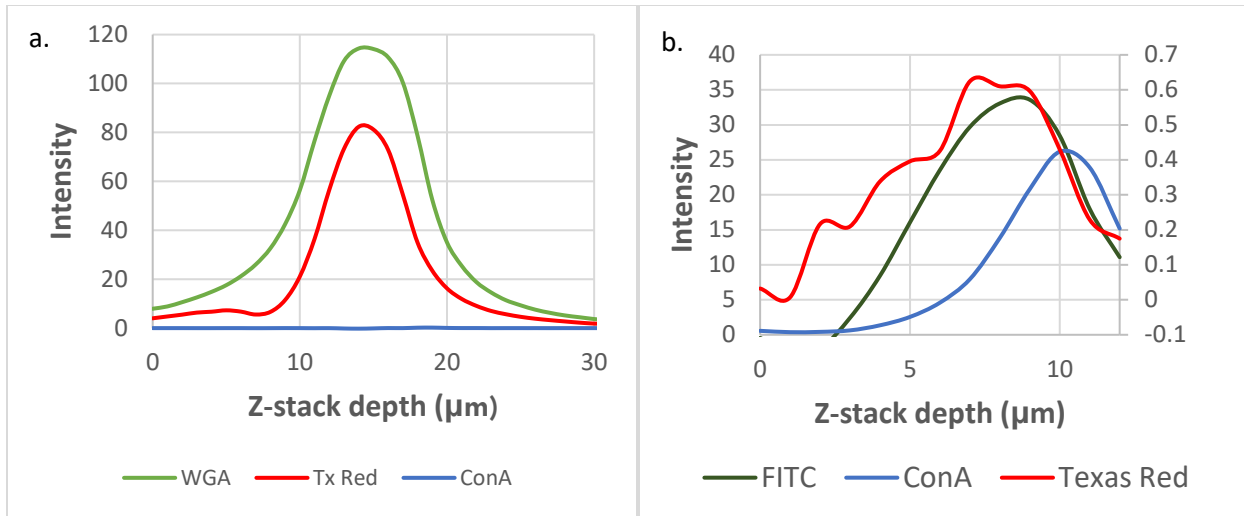 a.
120
100
80
60
40
20
0
Intensity
0 10 20 30
Z-stack depth (μm)
WGA Tx Red ConA
b.
40
35
30
25
20
15
10
5
0
Intensity
0.7
0.6
0.5
0.4
0.3
0.2
0.1
0
-0.1
0 5 10
Z-stack depth (μm)
FITC ConA Texas Red